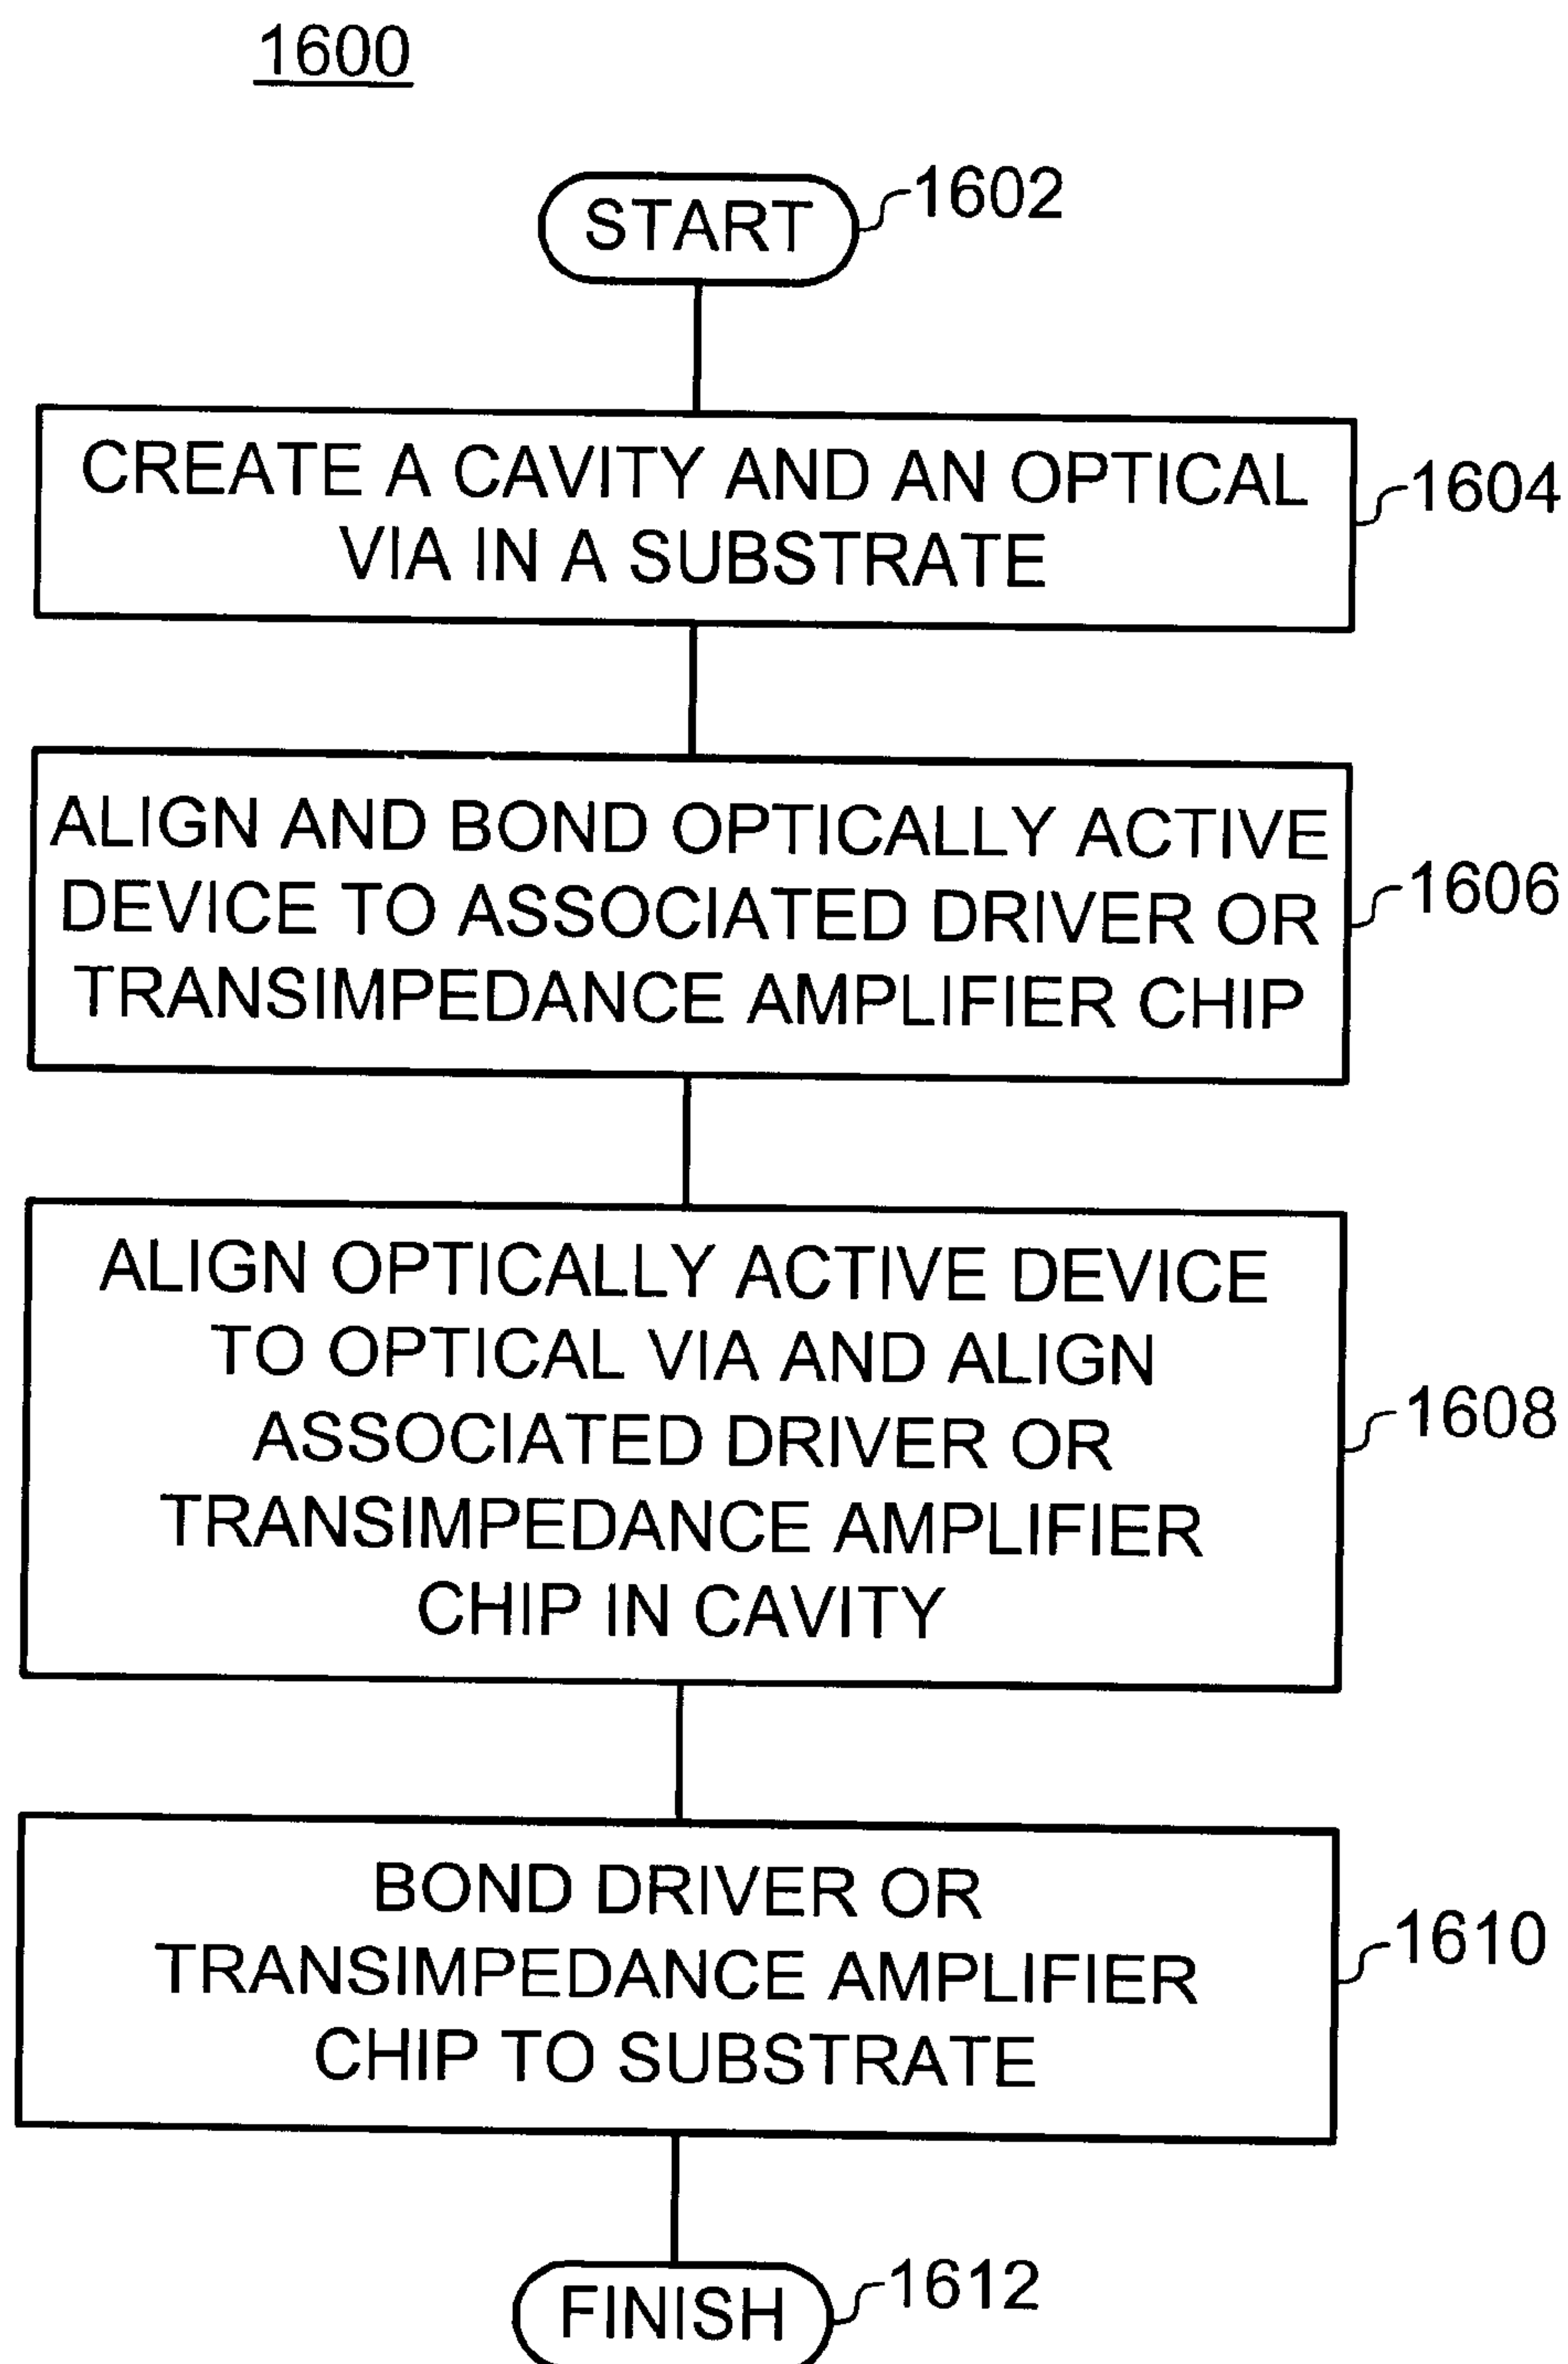 1600
START
1602
CREATE A CAVITY AND AN OPTICAL
VIA IN A SUBSTRATE
1604
ALIGN AND BOND OPTICALLY ACTIVE
DEVICE TO ASSOCIATED DRIVER OR
TRANSIMPEDANCE AMPLIFIER CHIP
1606
ALIGN OPTICALLY ACTIVE DEVICE
TO OPTICAL VIA AND ALIGN
ASSOCIATED DRIVER OR
TRANSIMPEDANCE AMPLIFIER
CHIP IN CAVITY
1608
BOND DRIVER OR
TRANSIMPEDANCE AMPLIFIER
CHIP TO SUBSTRATE
1610
FINISH
1612